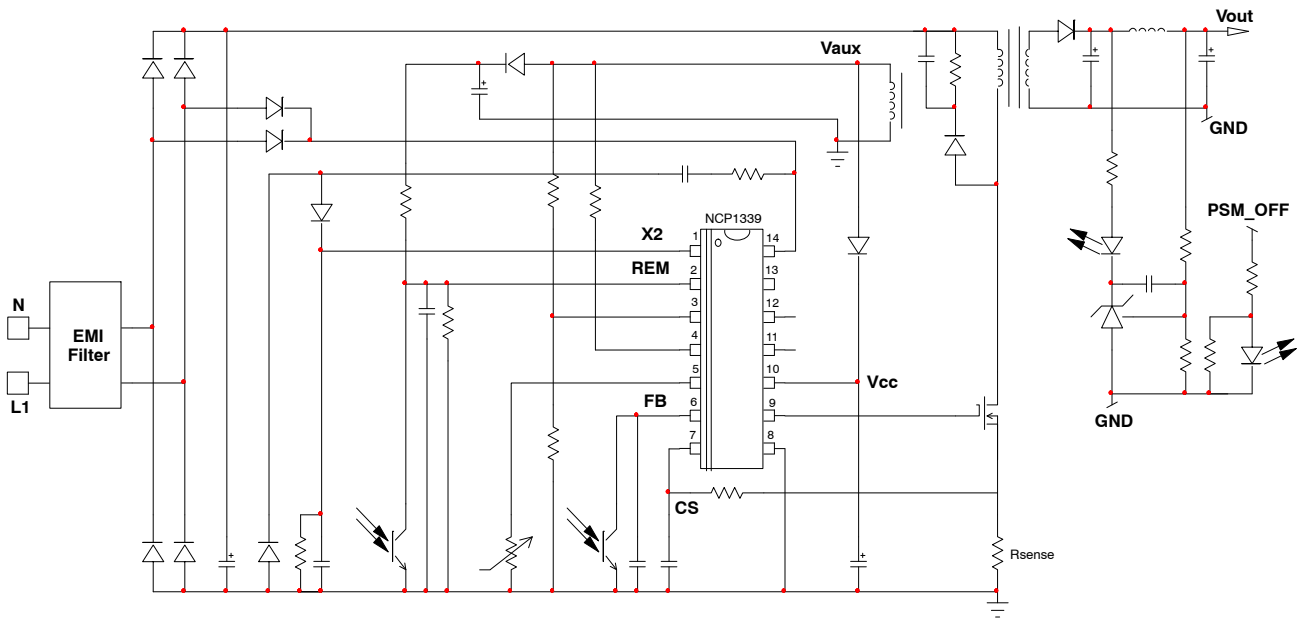 Vout
Vaux
GND
PSM_OFF
NCP1339
X2
1
14
REM
2
13
N
3
12
EMI
Filter
4
11
5
10
Vcc
L1
FB
6
9
GND
7
8
CS
Rsense
+
+
+
+
+